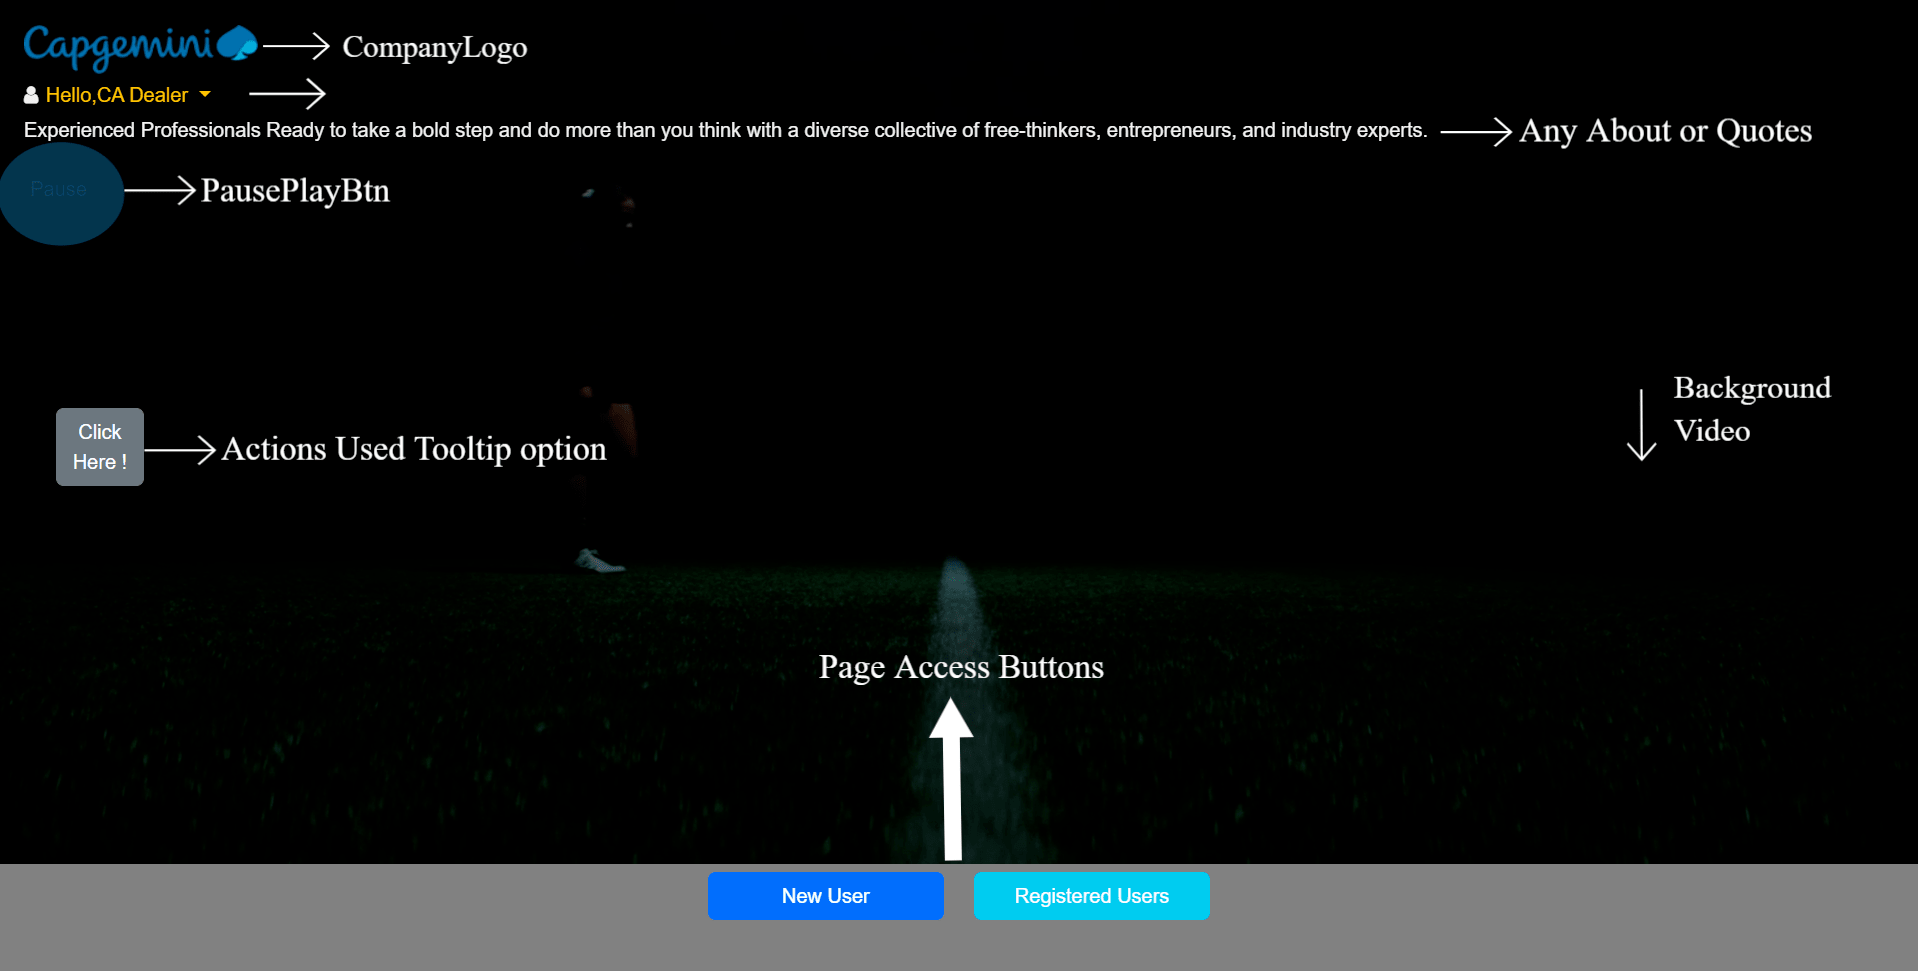 Capgemini
CompanyLogo
Hello,CA Dealer
Experienced Professionals Ready to take a bold step and do more than you think with a diverse collective of free-thinkers, entrepreneurs, and industry experts.
Any About or Quotes
Pause
PausePlayBtn
Background
Video
Click
Here !
Actions Used Tooltip option
Page Access Buttons
New User
Registered Users